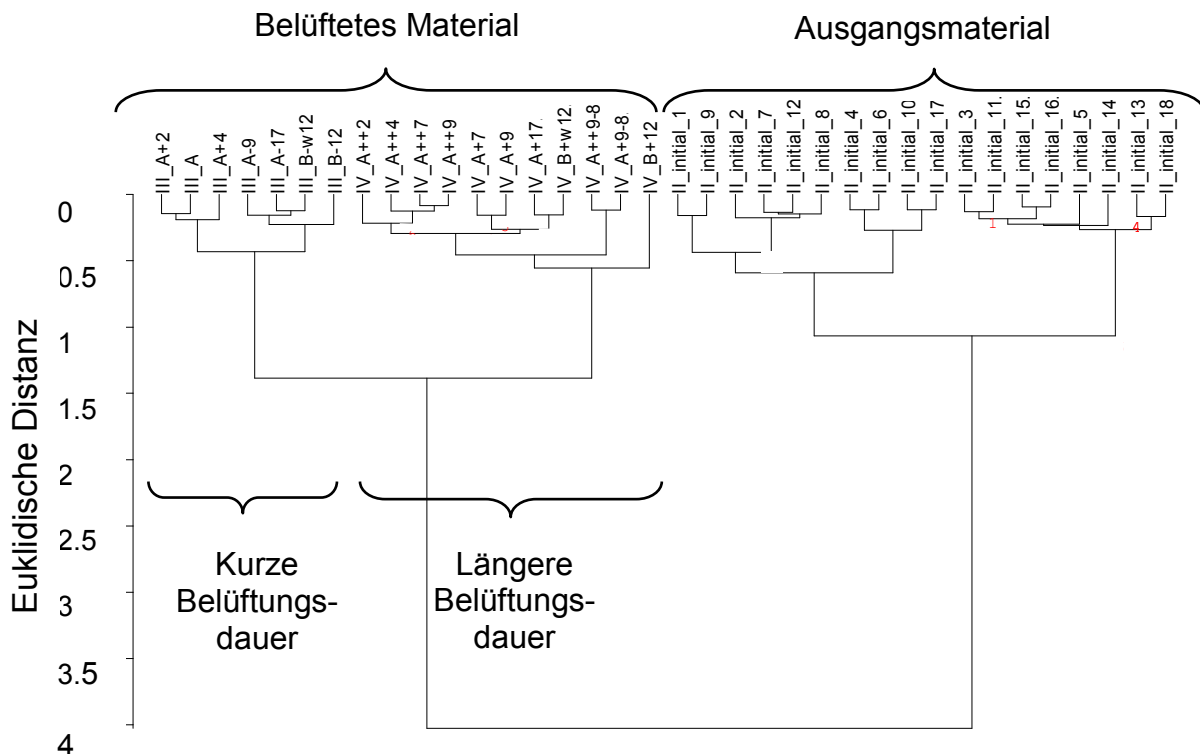 Belüftetes Material
Ausgangsmaterial
III_A+2
III_A
III_A+4
III_A-9
III_A-17
III_B-w12
III_B-12
IV_A++2
IV_A++4
IV_A++7
IV_A++9
IV_A+7
IV_A+9
IV_A+17.
IV_B+w12.
IV_A++9-8
IV_A+9-8.
IV_B+12
II_initial_1
II_initial_9
II_initial_2
II_initial_7
II_initial_12
II_initial_8
II_initial_4
II_initial_6
II_initial_10
II_initial_17
II_initial_3
II_initial_11.
II_initial_15.
II_initial_16.
II_initial_5
II_initial_14
II_initial_13
II_initial_18
Euklidische Distanz
0
0.5
1
1.5
2
2.5
3
3.5
4
1
4
Kurze
Belüftungs-
dauer
Längere
Belüftungs-
dauer